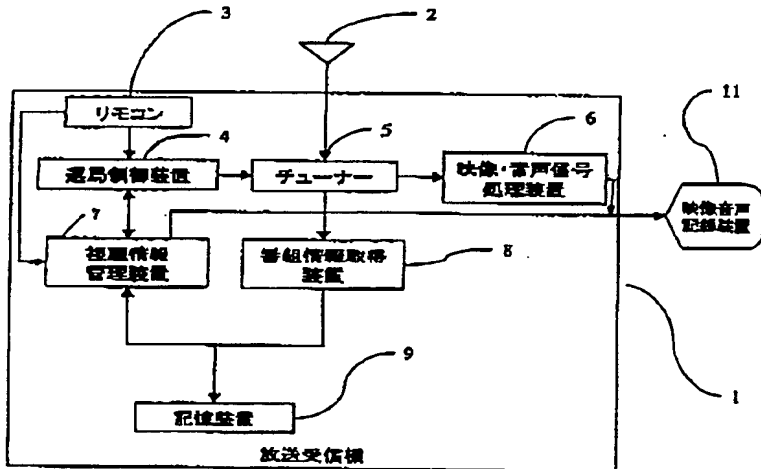 3
2
11
リモコン
4
5
6
選局制御装置
チューナー
映像・音声信号
処理装置
映像音声
記録装置
7
視聴情報
管理装置
番組情報取得
装置
8
9
1
記憶装置
放送受信機